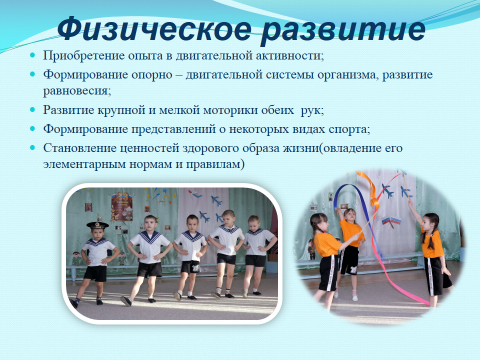 Физическое развитие
Приобретение опыта в двигательной активности;
Формирование опорно – двигательной системы организма, развитие
равновесия;
Развитие крупной и мелкой моторики обеих рук;
Формирование представлений о некоторых видах спорта;
Становление ценностей здорового образа жизни(овладение его
элементарным нормам и правилам)